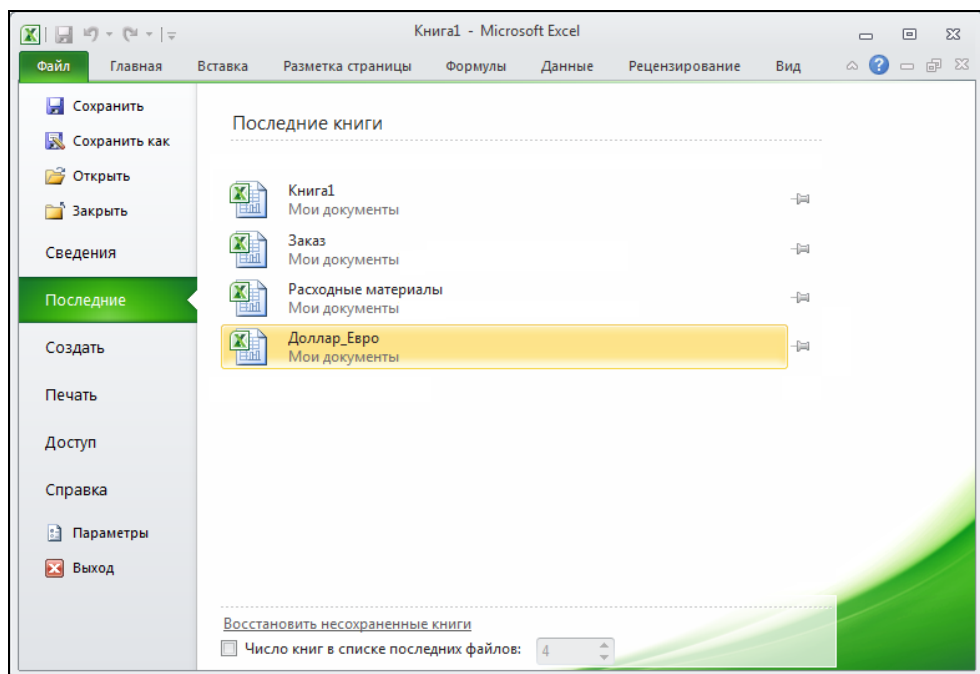 Книга1 - Microsoft Excel
Файл Главная Вставка Разметка страницы Формулы Данные Рецензирование Вид
Сохранить
Сохранить как
Открыть
Закрыть
Сведения
Последние
Создать
Печать
Доступ
Справка
Параметры
Выход
Последние книги
Книга1
Мои документы
Заказ
Мои документы
Расходные материалы
Мои документы
Доллар_Евро
Мои документы
Восстановить несохраненные книги
Число книг в списке последних файлов: 4